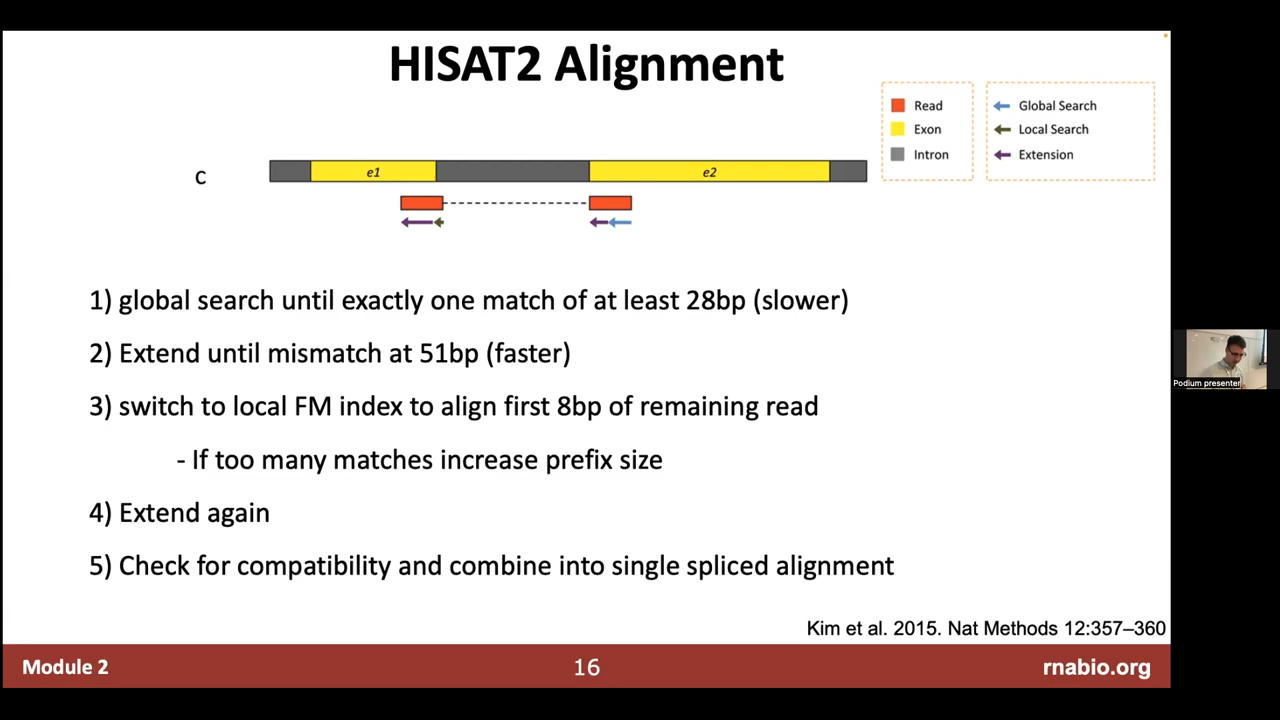 HISAT2 Alignment
Read
Exon
Intron
Global Search
Local Search
Extension
C
e1
e2
1) global search until exactly one match of at least 28bp (slower)
2) Extend until mismatch at 51bp (faster)
3) switch to local FM index to align first 8bp of remaining read
- If too many matches increase prefix size
4) Extend again
5) Check for compatibility and combine into single spliced alignment
Kim et al. 2015. Nat Methods 12:357–360
Module 2
16
rnabio.org
Podium presenter